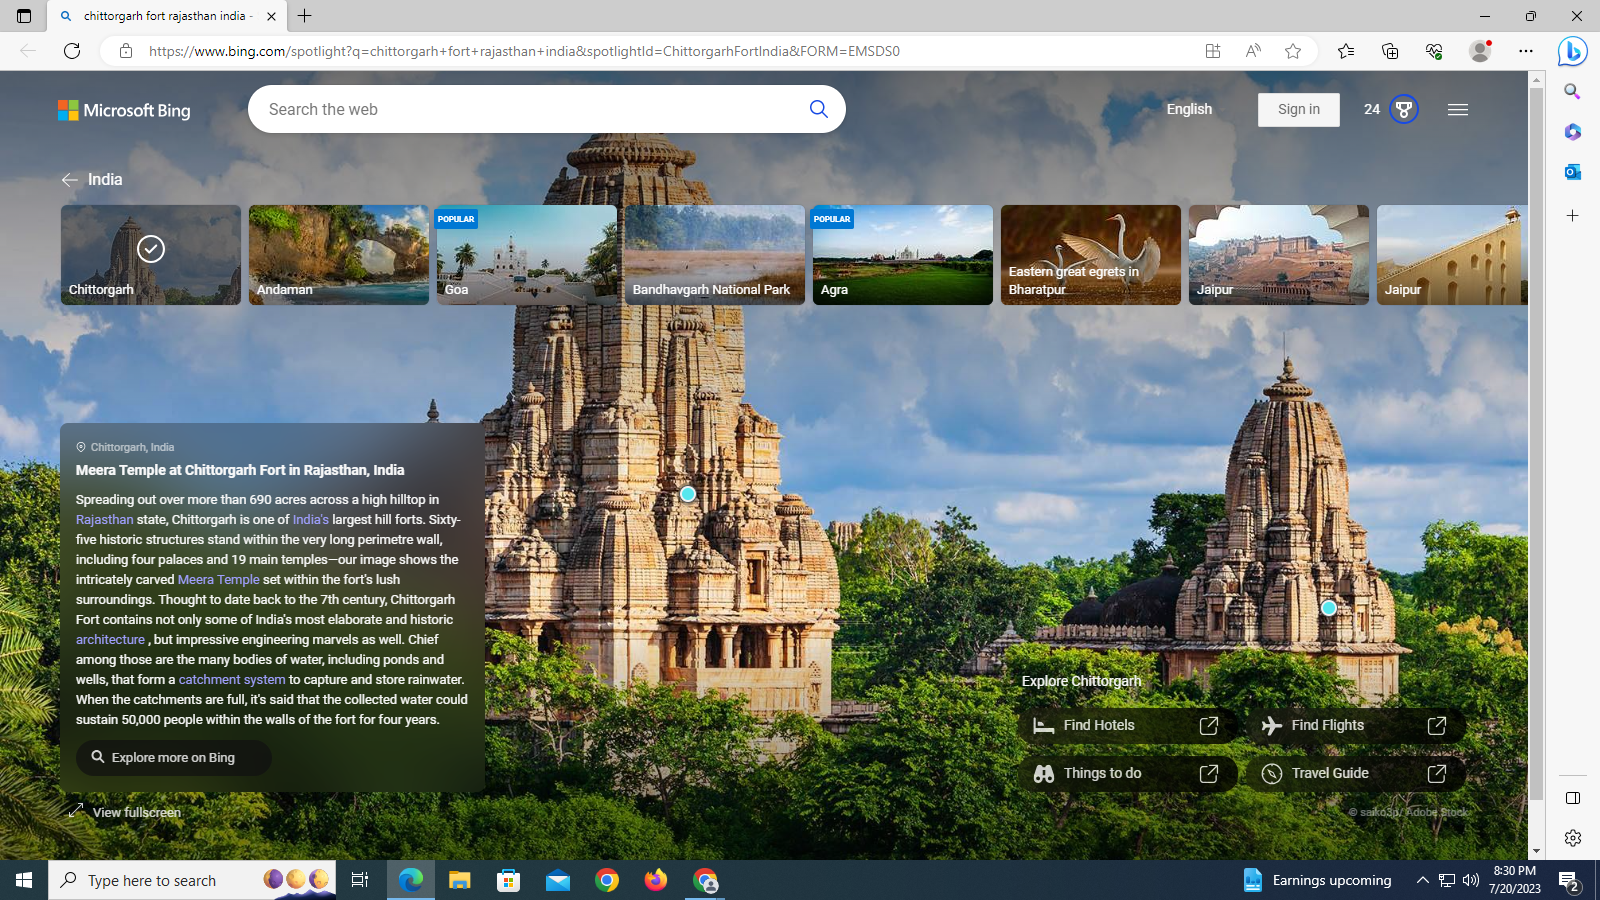 chittorgarh fort rajasthan india -
https://www.bing.com/spotlight?q=chittorgarh+fort+rajasthan+india&spotlightId=ChittorgarhFortIndia&FORM=EMSDS0
Microsoft Bing
Search the web
English
Sign in
24
India
Chittorgarh
Andaman
POPULAR
Goa
Bandhavgarh National Park
POPULAR
Agra
Eastern great egrets in
Bharatpur
Jaipur
Jaipur
Chittorgarh, India
Meera Temple at Chittorgarh Fort in Rajasthan, India
Spreading out over more than 690 acres across a high hilltop in
Rajasthan state, Chittorgarh is one of India's largest hill forts. Sixty-
five historic structures stand within the very long perimetre wall,
including four palaces and 19 main temples—our image shows the
intricately carved Meera Temple set within the fort's lush
surroundings. Thought to date back to the 7th century, Chittorgarh
Fort contains not only some of India's most elaborate and historic
architecture , but impressive engineering marvels as well. Chief
among those are the many bodies of water, including ponds and
wells, that form a catchment system to capture and store rainwater.
When the catchments are full, it's said that the collected water could
sustain 50,000 people within the walls of the fort for four years.
Explore more on Bing
View fullscreen
Explore Chittorgarh
Find Hotels
Find Flights
Things to do
Travel Guide
© saiko3p/ Adobe Stock
Type here to search
Earnings upcoming
8:30 PM
7/20/2023
2